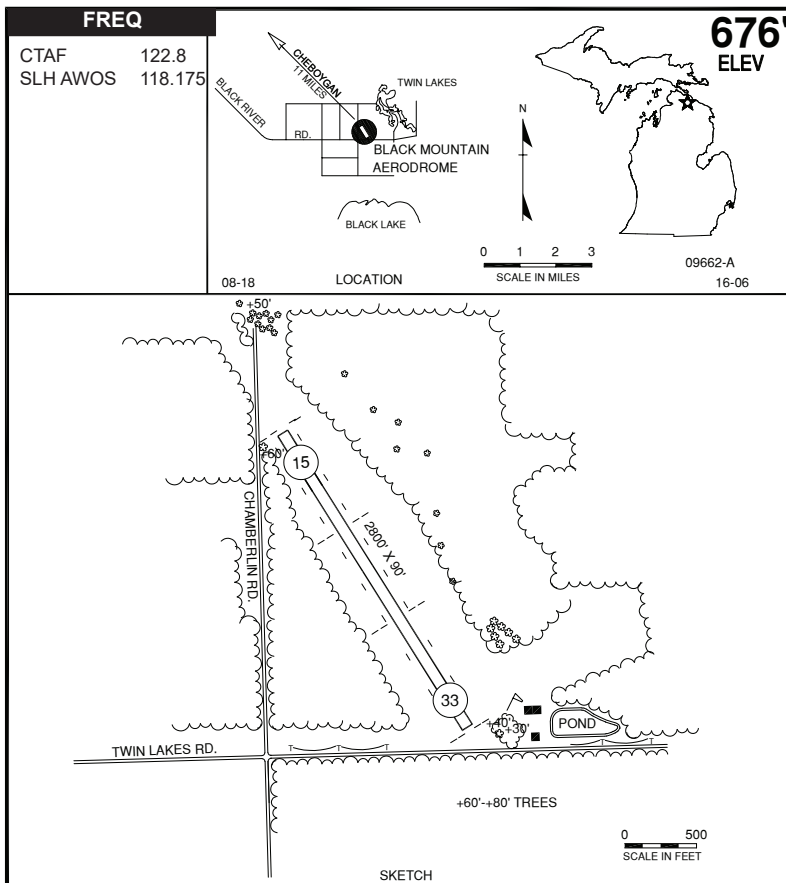 FREQ
CTAF 122.8
SLH AWOS 118.175
676'
ELEV
CHEBOYGAN
11 MILES
TWIN LAKES
BLACK RIVER
RD.
BLACK MOUNTAIN
AERODROME
BLACK LAKE
N
0 1 2 3
SCALE IN MILES
09662-A
08-18
LOCATION
16-06
+50'
+60'
15
CHAMBERLIN RD.
2800' X 90'
33
+40'
+30'
POND
TWIN LAKES RD.
T T T
T T
+60'-+80' TREES
0 500
SCALE IN FEET
SKETCH